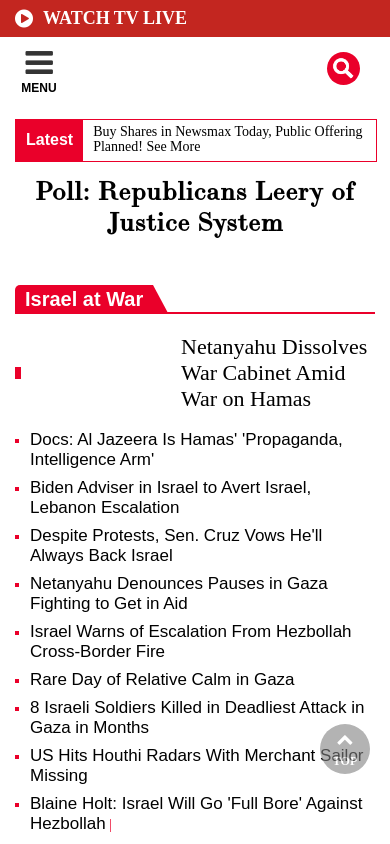 WATCH TV LIVE
MENU
Latest
Buy Shares in Newsmax Today, Public Offering
Planned! See More
Poll: Republicans Leery of
Justice System
Israel at War
Netanyahu Dissolves
War Cabinet Amid
War on Hamas
Docs: Al Jazeera Is Hamas' 'Propaganda,
Intelligence Arm'
Biden Adviser in Israel to Avert Israel,
Lebanon Escalation
Despite Protests, Sen. Cruz Vows He'll
Always Back Israel
Netanyahu Denounces Pauses in Gaza
Fighting to Get in Aid
Israel Warns of Escalation From Hezbollah
Cross-Border Fire
Rare Day of Relative Calm in Gaza
8 Israeli Soldiers Killed in Deadliest Attack in
Gaza in Months
US Hits Houthi Radars With Merchant Sailor
Missing
TOP
Blaine Holt: Israel Will Go 'Full Bore' Against
Hezbollah |